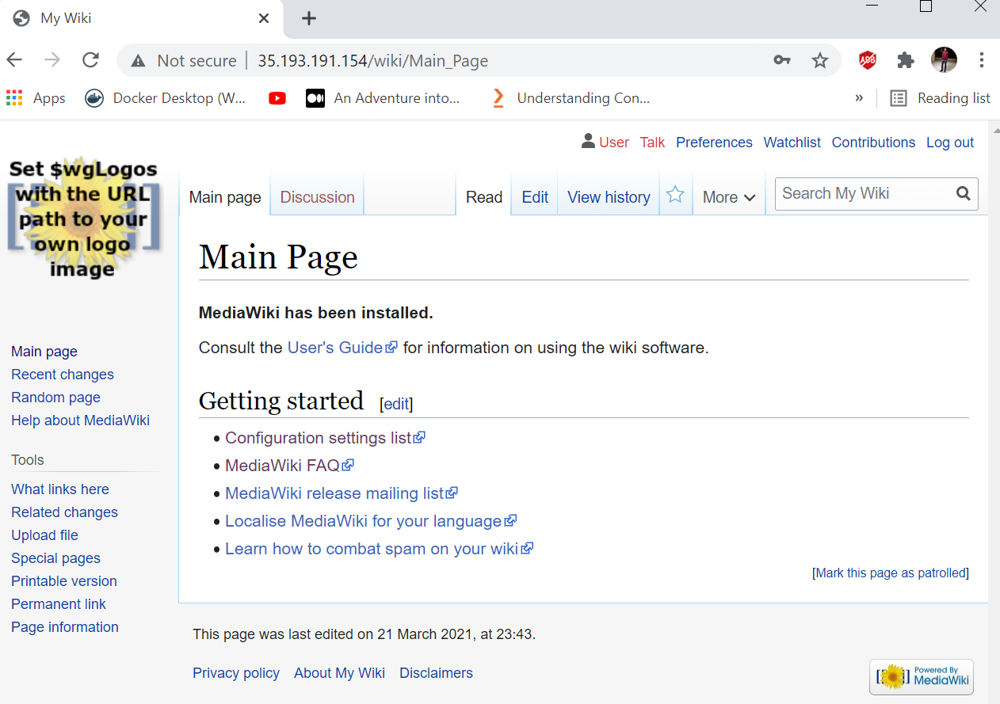 My Wiki
Not secure 35.193.191.154/wiki/Main_Page
ABP
Apps Docker Desktop (W... An Adventure into... Understanding Con... » Reading list
User Talk Preferences Watchlist Contributions Log out
Set $wgLogos
with the URL
path to your
own logo
image
Main page Discussion Read Edit View history More Search My Wiki
Main Page
MediaWiki has been installed.
Consult the User's Guide for information on using the wiki software.
Getting started [edit]
• Configuration settings list
• MediaWiki FAQ
• MediaWiki release mailing list
• Localise MediaWiki for your language
• Learn how to combat spam on your wiki
[Mark this page as patrolled]
Main page
Recent changes
Random page
Help about MediaWiki
Tools
What links here
Related changes
Upload file
Special pages
Printable version
Permanent link
Page information
This page was last edited on 21 March 2021, at 23:43.
Privacy policy About My Wiki Disclaimers
Powered By
MediaWiki